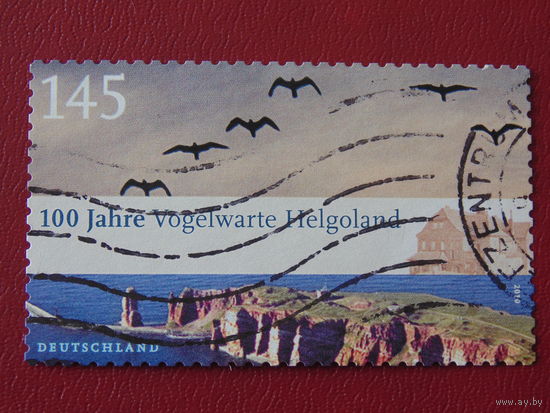 145
100 Jahre Vogelwarte Helgoland
ZENTR
2010
DEUTSCHLAND
www.ay.by